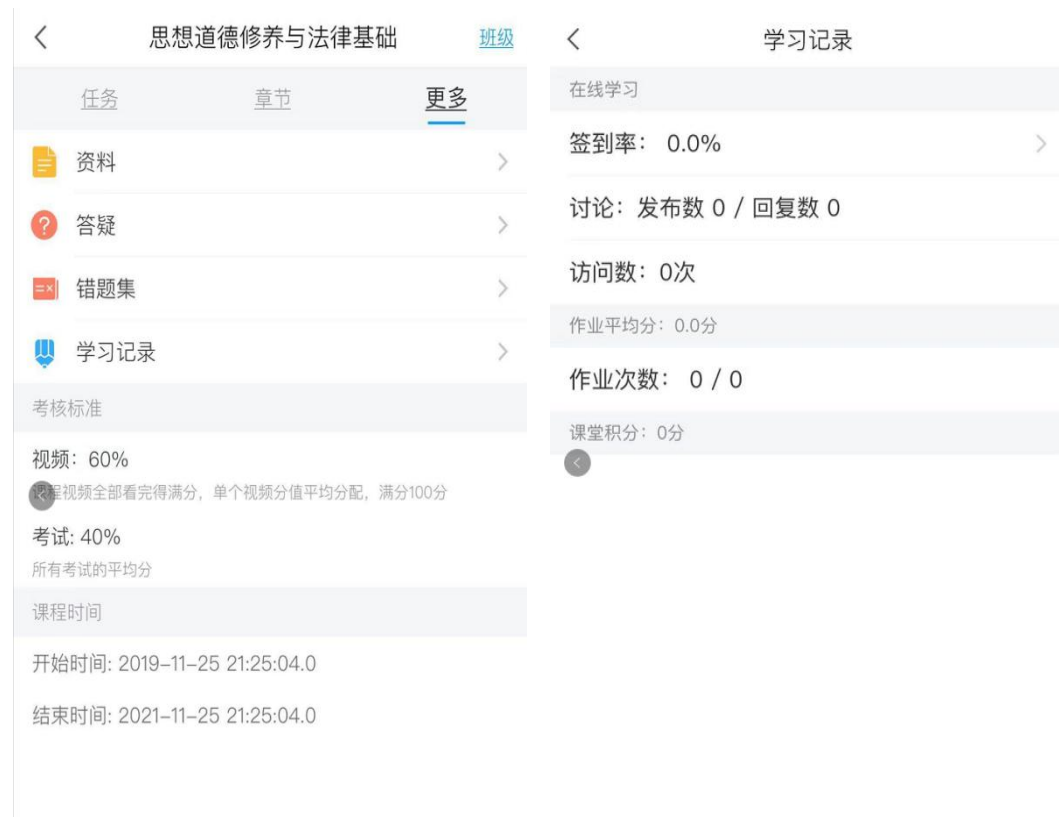 思想道德修养与法律基础
班级
任务
章节
更多
资料
答疑
错题集
学习记录
考核标准
视频：60%
程视频全部看完得满分，单个视频分值平均分配，满分100分
考试: 40%
所有考试的平均分
课程时间
开始时间: 2019-11-25 21:25:04.0
结束时间: 2021-11-25 21:25:04.0
学习记录
在线学习
签到率： 0.0%
讨论：发布数 0 / 回复数 0
访问数：0次
作业平均分：0.0分
作业次数： 0 / 0
课堂积分：0分